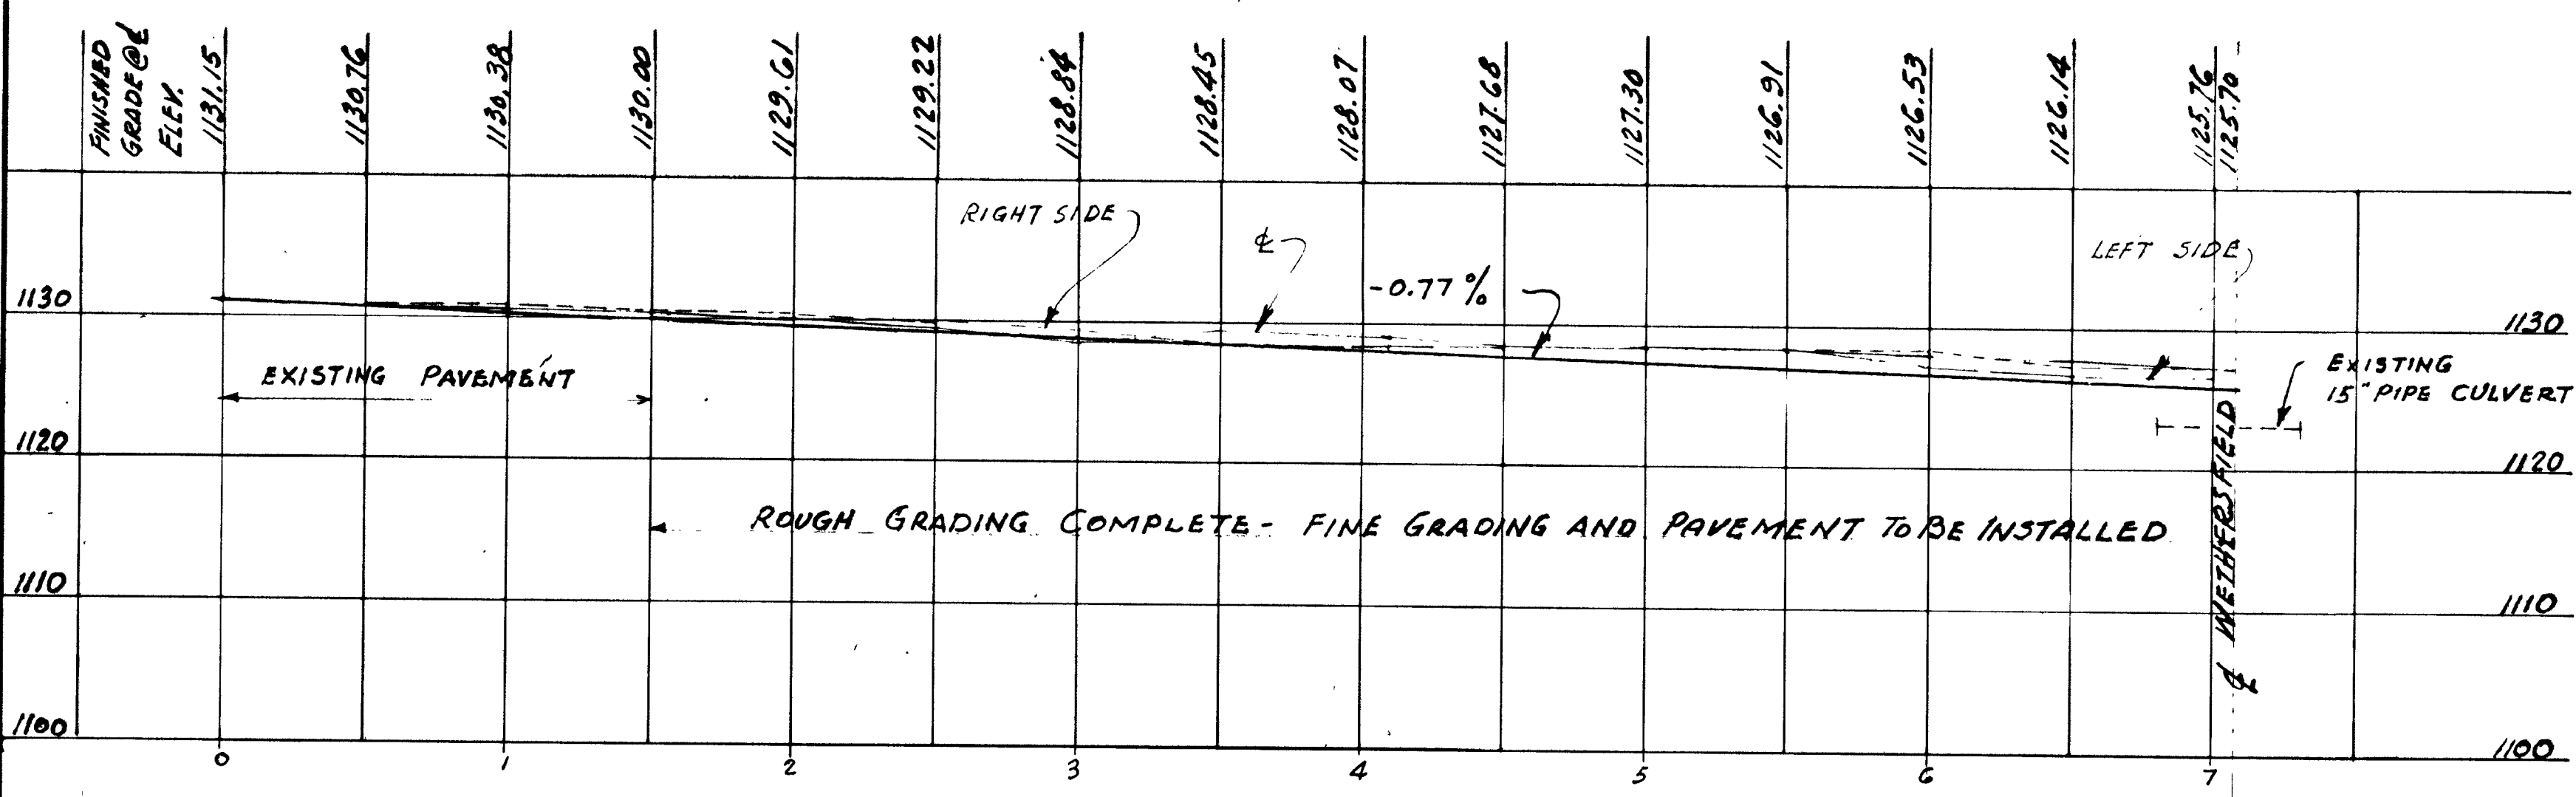 FINISHED
GRADE @ ℄
ELEV.
1131.15
1130.76
1130.38
1130.00
1129.61
1129.22
1128.84
1128.45
1128.07
1127.68
1127.30
1126.91
1126.53
1126.14
1125.76
1125.70
RIGHT SIDE
℄
-0.77 %
LEFT SIDE
1130
1130
EXISTING PAVEMENT
EXISTING
15" PIPE CULVERT
1120
1120
ROUGH GRADING COMPLETE - FINE GRADING AND PAVEMENT TO BE INSTALLED
℄ WETHERSFIELD
1110
1110
1100
1100
0 1 2 3 4 5 6 7